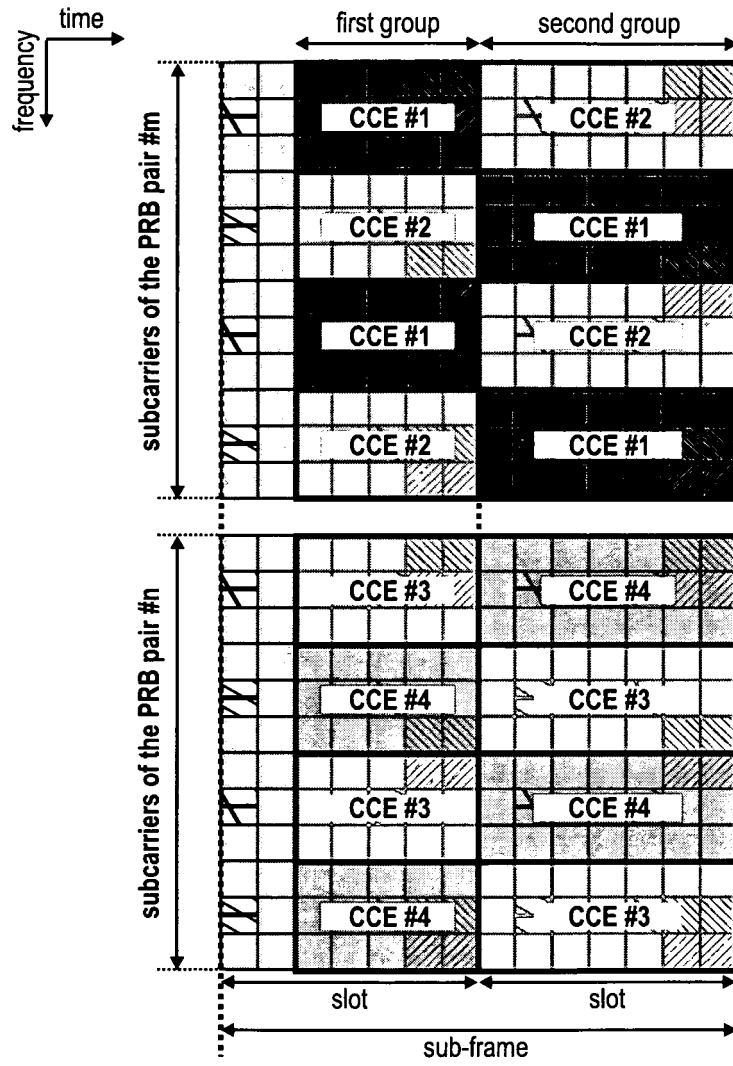 time
first group
second group
frequency
subcarriers of the PRB pair #m
CCE #1
CCE #2
CCE #2
CCE #1
CCE #1
CCE #2
CCE #2
CCE #1
subcarriers of the PRB pair #n
CCE #3
CCE #4
CCE #4
CCE #3
CCE #3
CCE #4
CCE #4
CCE #3
slot
slot
sub-frame